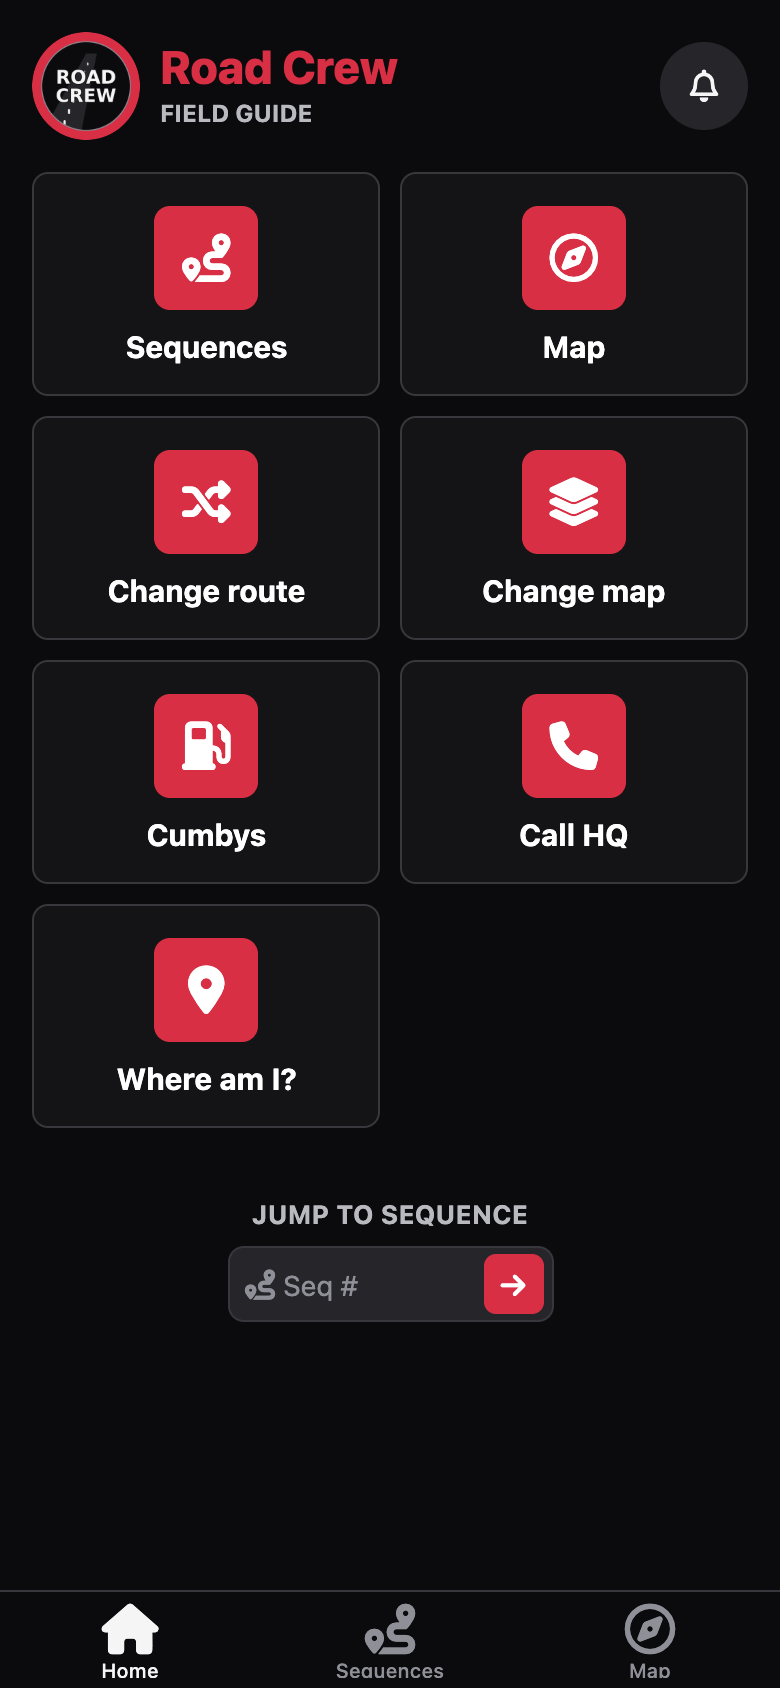 ROAD
CREW
Road Crew
FIELD GUIDE
Sequences
Map
Change route
Change map
Cumbys
Call HQ
Where am I?
JUMP TO SEQUENCE
Seq #
Home
Sequences
Map